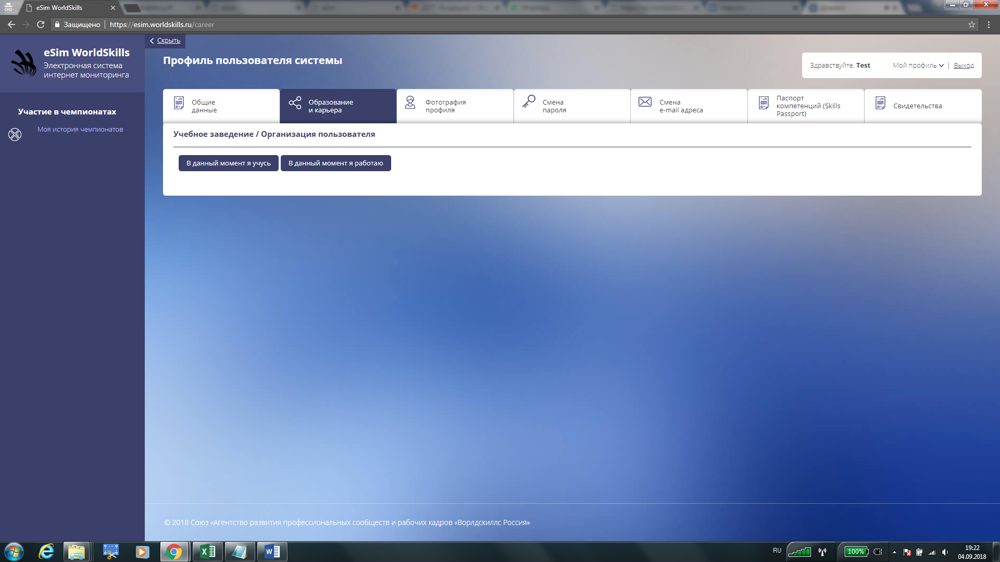 eSim WorldSkills
Защищено
https://esim.worldskills.ru/career
eSim WorldSkills
Электронная система
интернет мониторинга
Участие в чемпионатах
Моя история чемпионатов
Скрыть
Профиль пользователя системы
Здравствуйте, Test
Мой профиль
|
Выход
Общие
данные
Образование
и карьера
Фотография
профиля
Смена
пароля
Смена
e-mail адреса
Паспорт
компетенций (Skills
Passport)
Свидетельства
Учебное заведение / Организация пользователя
В данный момент я учусь
В данный момент я работаю
© 2018 Союз «Агентство развития профессиональных сообществ и рабочих кадров «Ворлдскиллс Россия»
RU
100%
19:22
04.09.2018